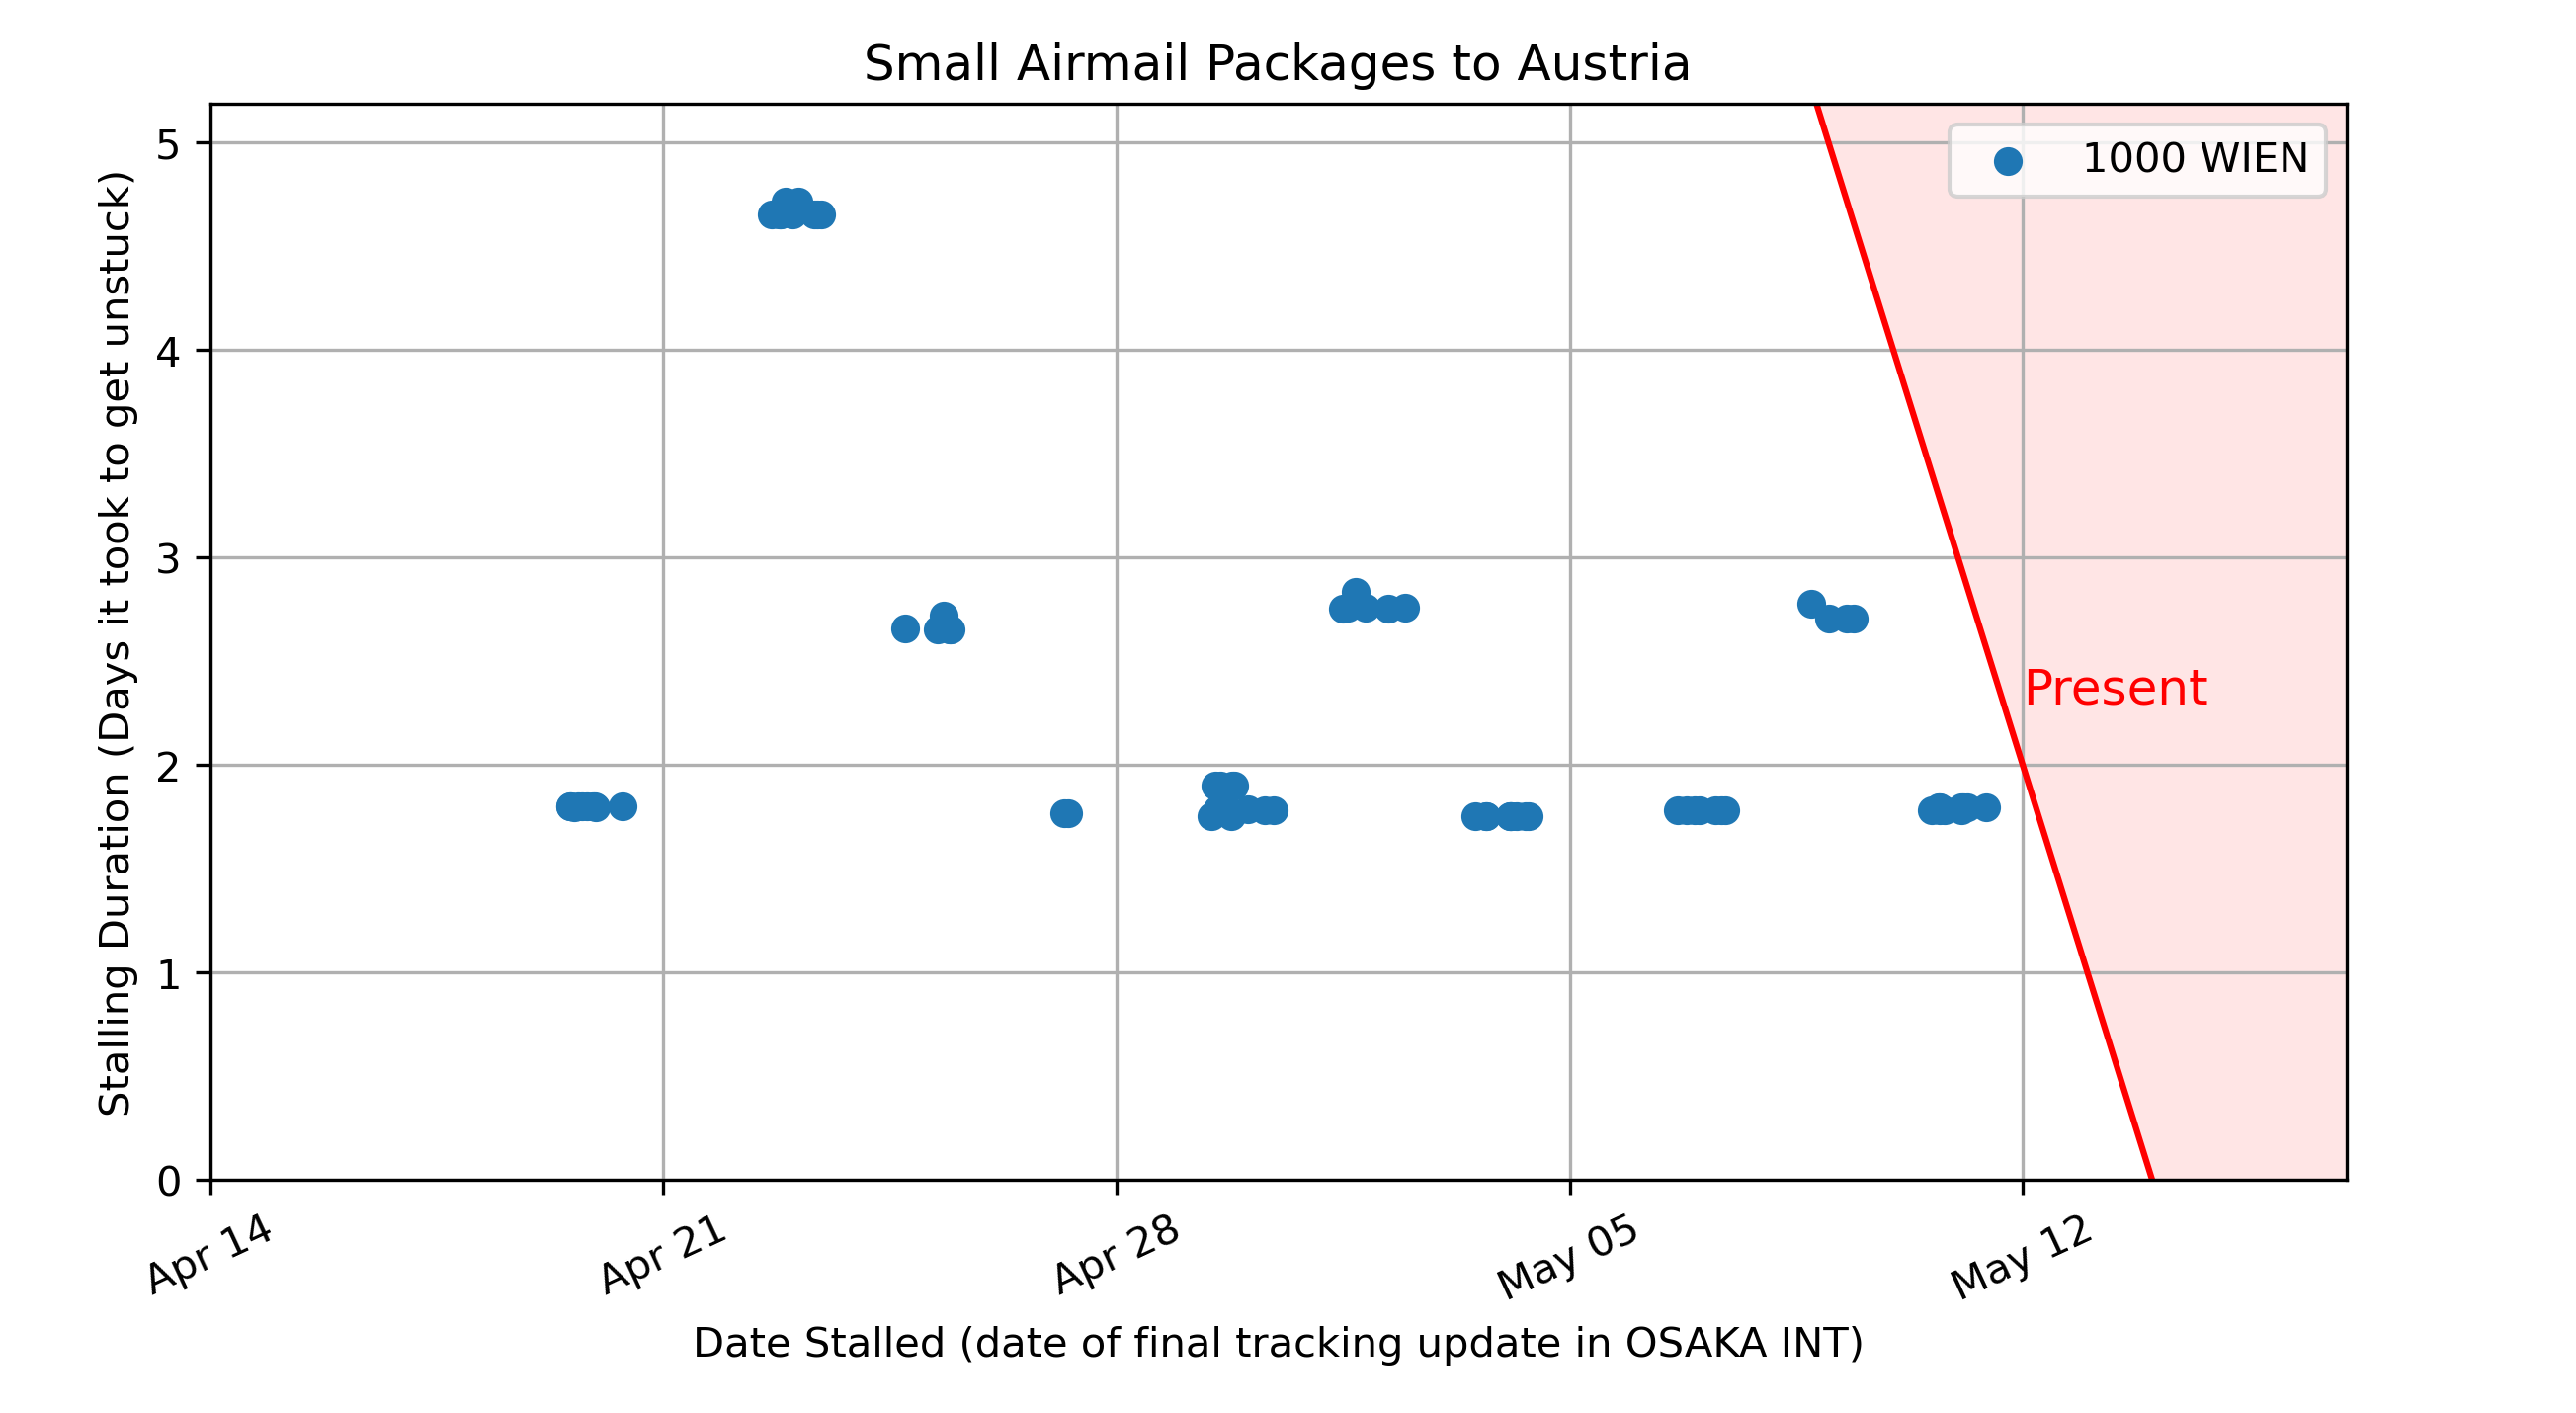 Small Airmail Packages to Austria
Stalling Duration (Days it took to get unstuck)
5
4
3
2
1
0
1000 WIEN
Present
Apr 14
Apr 21
Apr 28
May 05
May 12
Date Stalled (date of final tracking update in OSAKA INT)